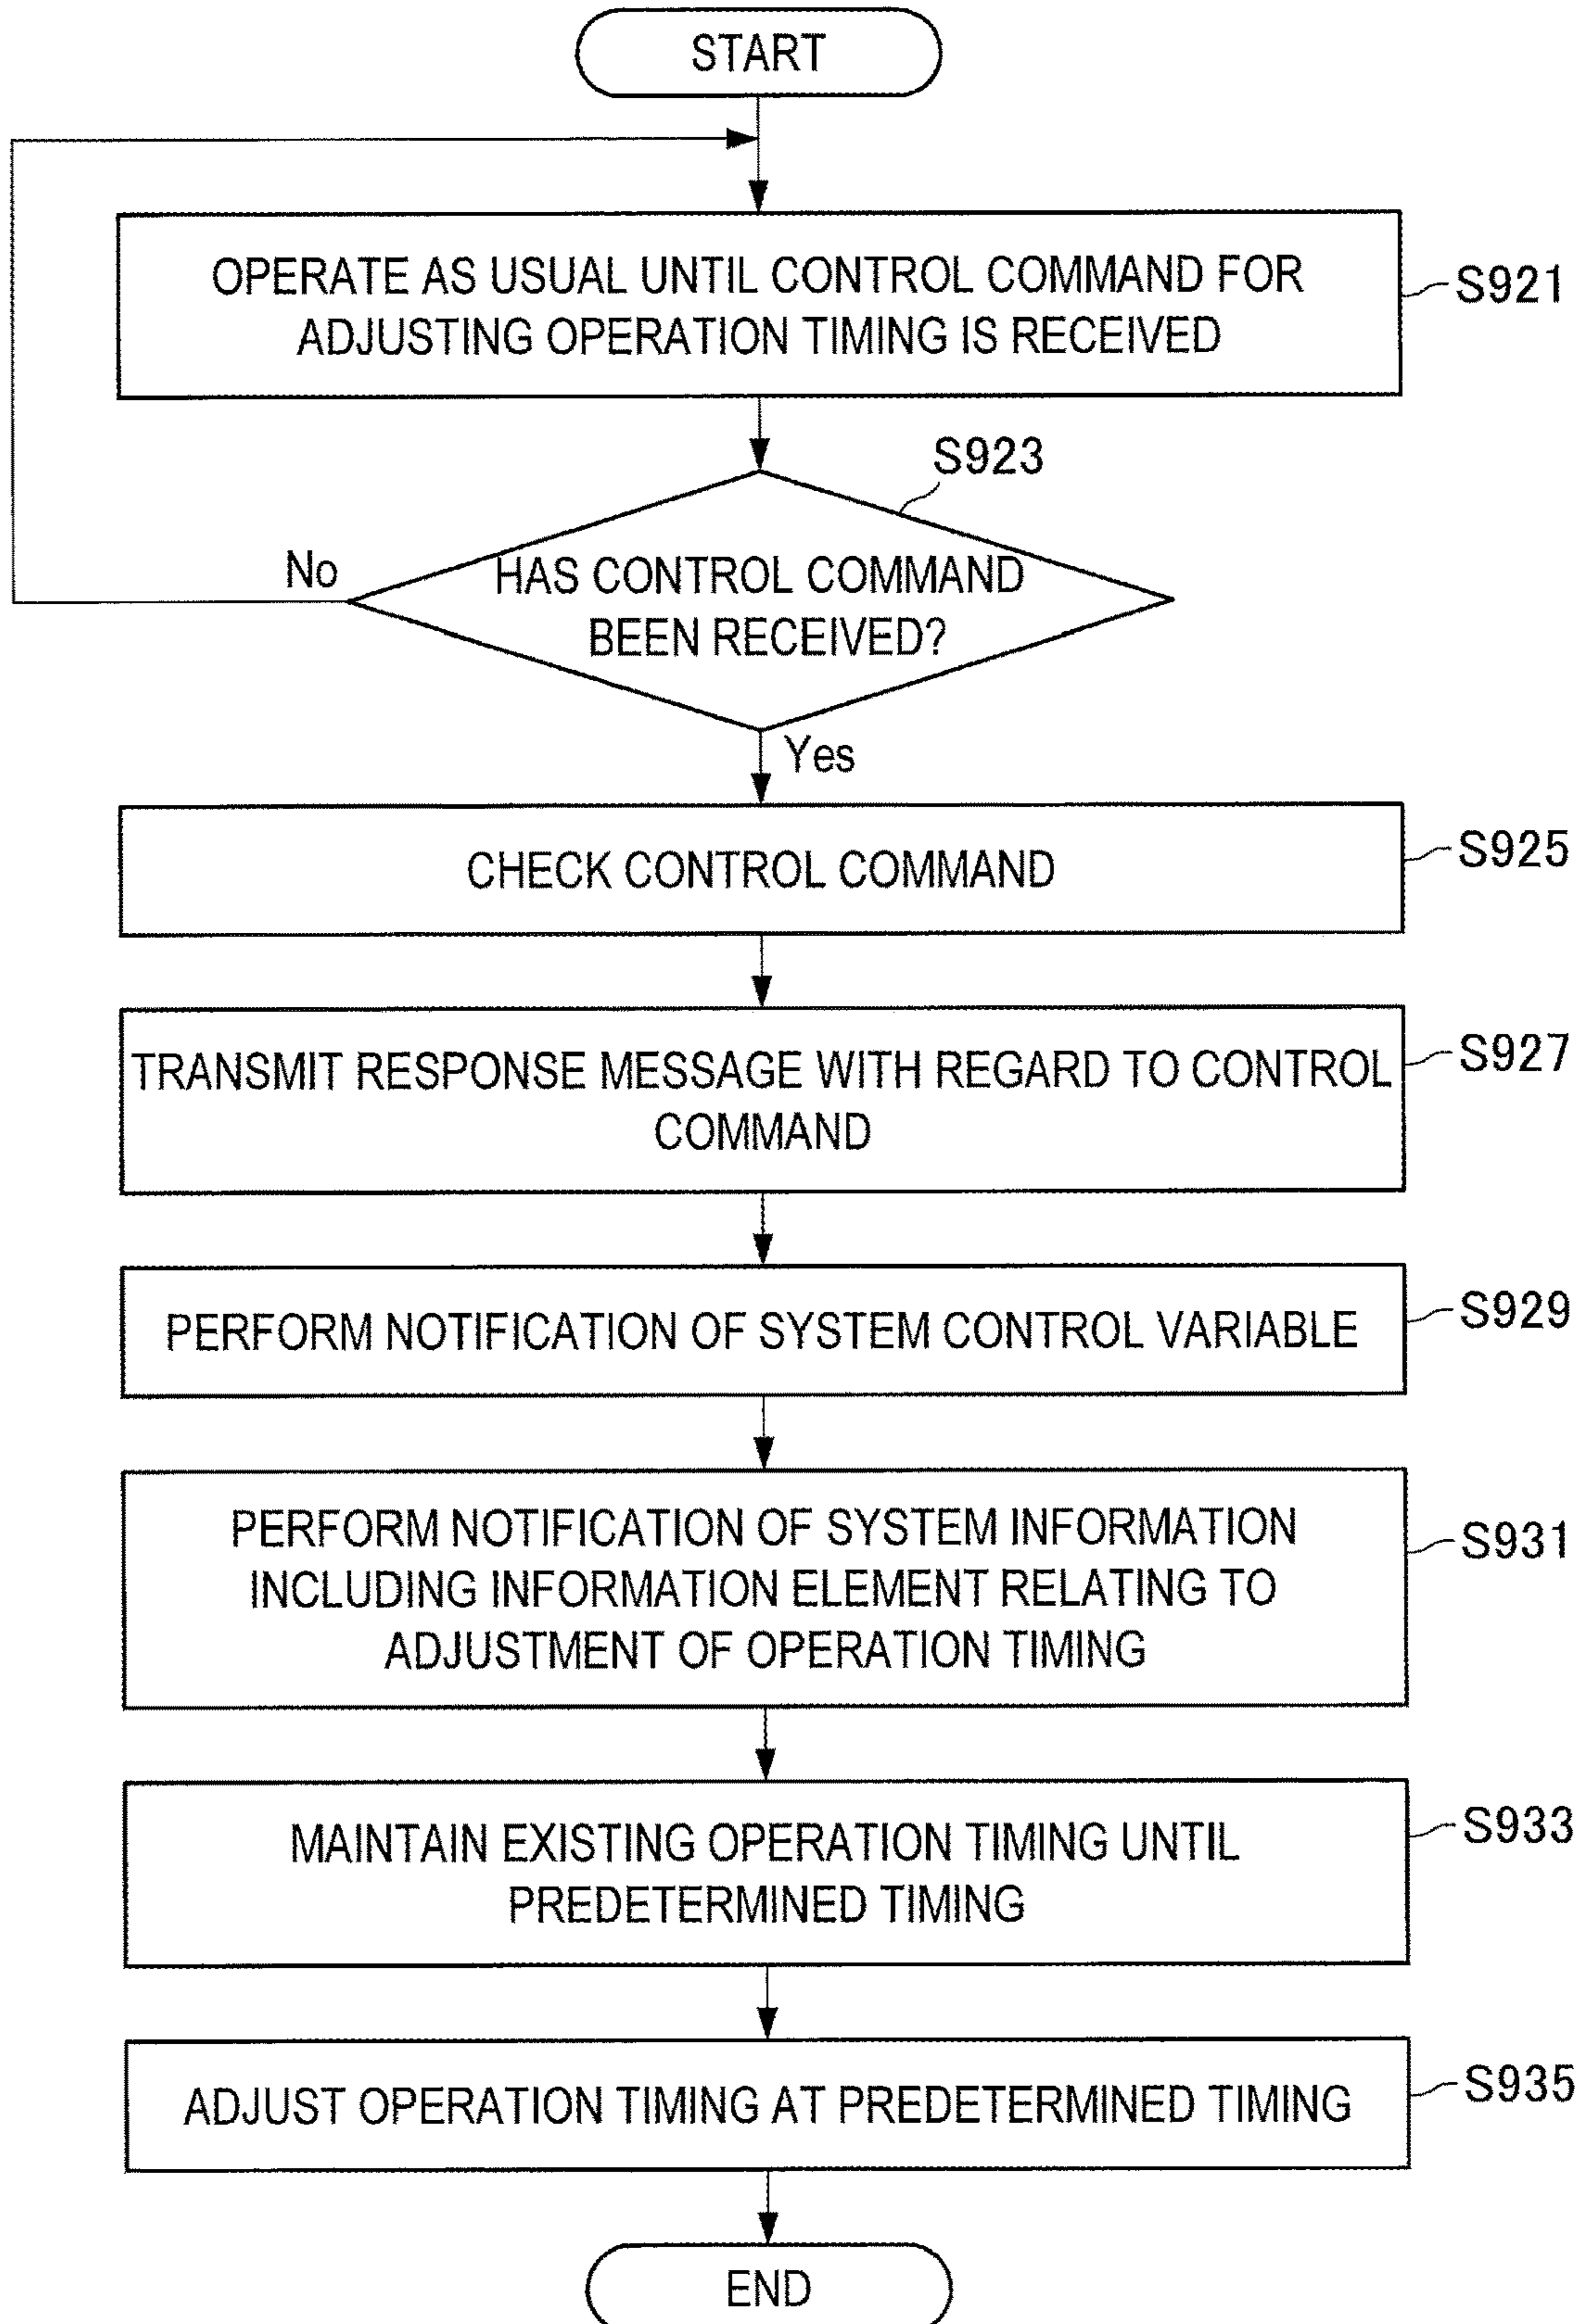 START
OPERATE AS USUAL UNTIL CONTROL COMMAND FOR
ADJUSTING OPERATION TIMING IS RECEIVED
S921
S923
HAS CONTROL COMMAND
BEEN RECEIVED?
No
Yes
CHECK CONTROL COMMAND
S925
TRANSMIT RESPONSE MESSAGE WITH REGARD TO CONTROL
COMMAND
S927
PERFORM NOTIFICATION OF SYSTEM CONTROL VARIABLE
S929
PERFORM NOTIFICATION OF SYSTEM INFORMATION
INCLUDING INFORMATION ELEMENT RELATING TO
ADJUSTMENT OF OPERATION TIMING
S931
MAINTAIN EXISTING OPERATION TIMING UNTIL
PREDETERMINED TIMING
S933
ADJUST OPERATION TIMING AT PREDETERMINED TIMING
S935
END